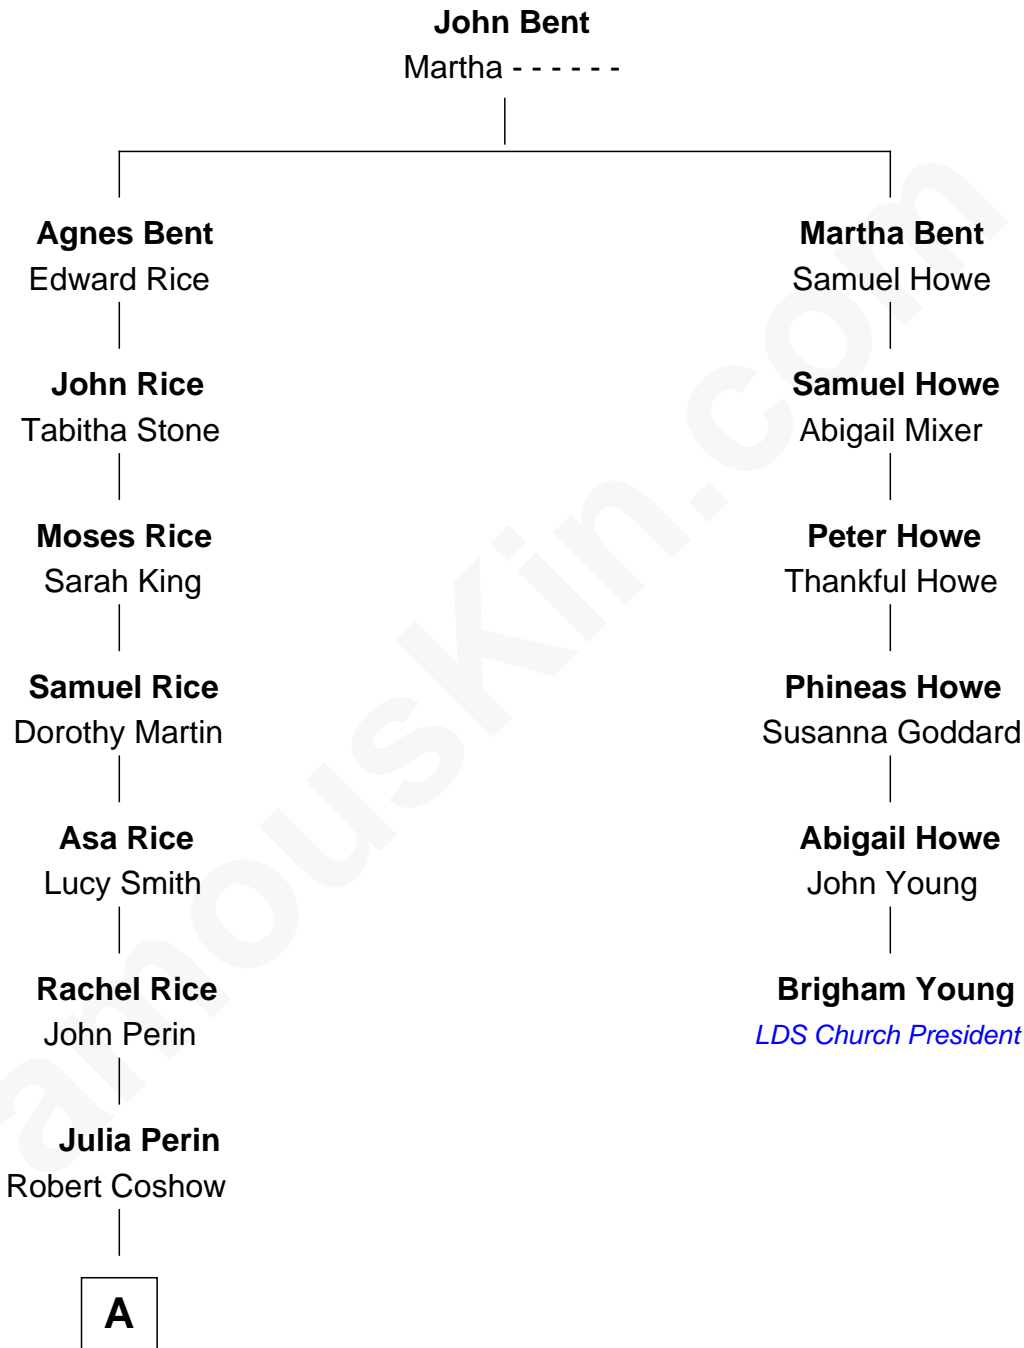 John Bent
Martha - - - - - -
Agnes Bent
Edward Rice
Martha Bent
Samuel Howe
John Rice
Tabitha Stone
Samuel Howe
Abigail Mixer
Moses Rice
Sarah King
Peter Howe
Thankful Howe
Samuel Rice
Dorothy Martin
Phineas Howe
Susanna Goddard
Asa Rice
Lucy Smith
Abigail Howe
John Young
Rachel Rice
John Perin
Brigham Young
LDS Church President
Julia Perin
Robert Coshow
A
amouskin.com